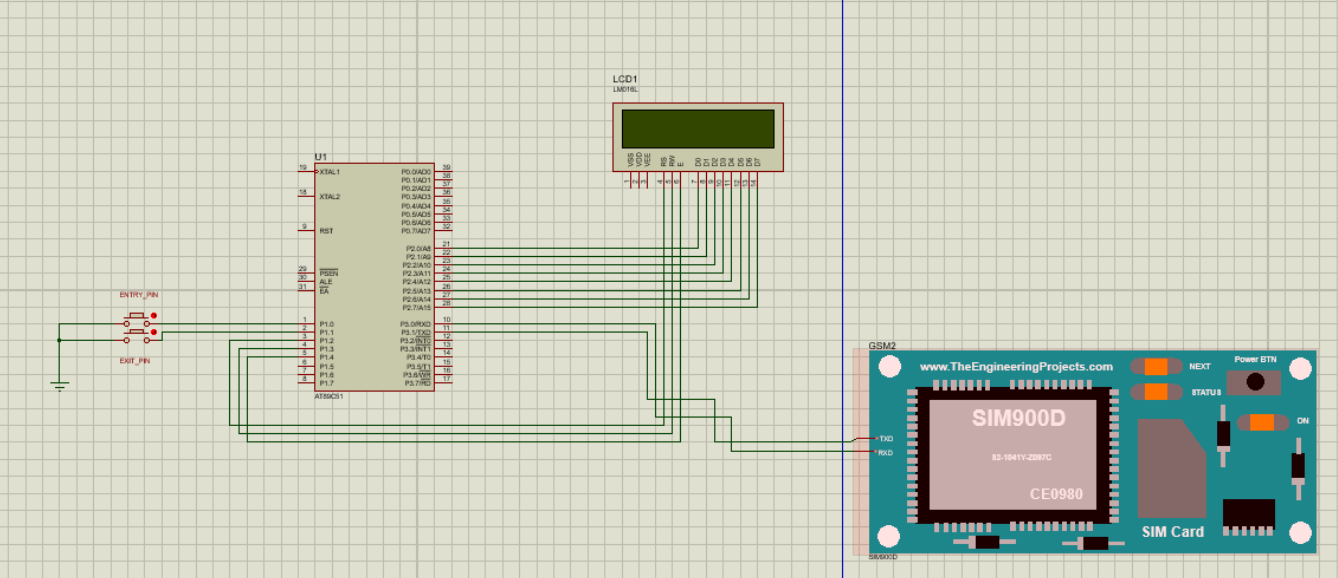 LCD1
LM016L
VSS
VDD
VEE
RS
RW
E
D0
D1
D2
D3
D4
D5
D6
D7
1
2
3
4
5
6
7
8
9
10
11
12
13
14
U1
19
XTAL1
18
XTAL2
9
RST
29
PSEN
30
ALE
31
EA
1
P1.0
2
P1.1
3
P1.2
4
P1.3
5
P1.4
6
P1.5
7
P1.6
8
P1.7
P0.0/AD0
39
P0.1/AD1
38
P0.2/AD2
37
P0.3/AD3
36
P0.4/AD4
35
P0.5/AD5
34
P0.6/AD6
33
P0.7/AD7
32
P2.0/A8
21
P2.1/A9
22
P2.2/A10
23
P2.3/A11
24
P2.4/A12
25
P2.5/A13
26
P2.6/A14
27
P2.7/A15
28
P3.0/RXD
10
P3.1/TXD
11
P3.2/INT0
12
P3.3/INT1
13
P3.4/T0
14
P3.5/T1
15
P3.6/WR
16
P3.7/RD
17
AT89C51
ENTRY_PIN
EXIT_PIN
GSM2
www.TheEngineeringProjects.com
NEXT
Power BTN
STATUS
ON
SIM900D
TXD
RXD
CE0980
SIM Card
SIM900D